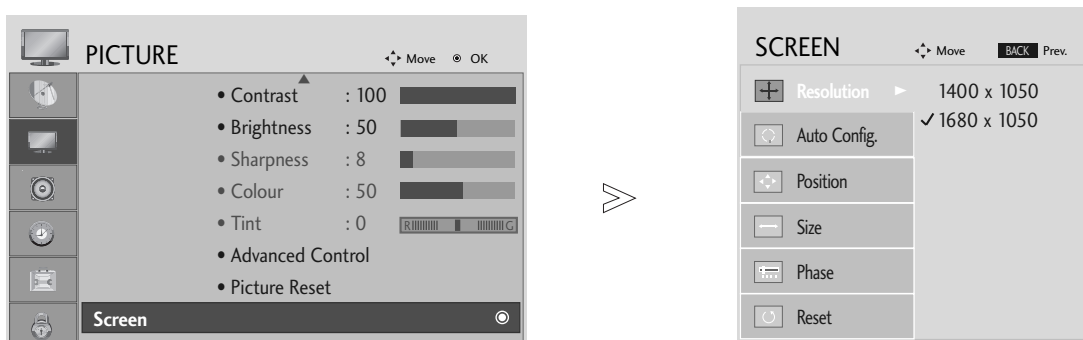 PICTURE
Move OK
• Contrast : 100
• Brightness : 50
• Sharpness : 8
• Colour : 50
• Tint : 0 R G
• Advanced Control
• Picture Reset
Screen
SCREEN
Move BACK Prev.
Resolution 1400 x 1050
✓ 1680 x 1050
Auto Config.
Position
Size
Phase
Reset